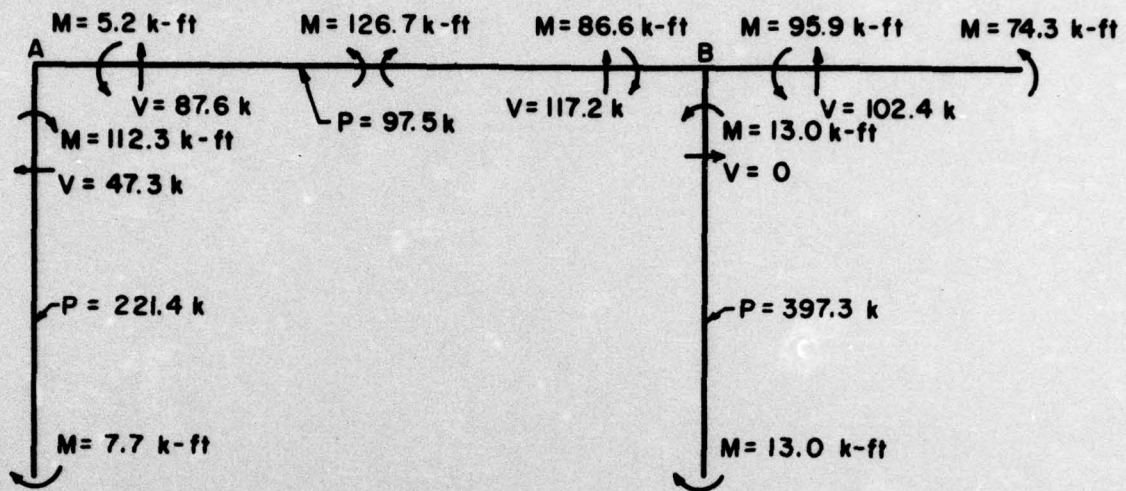 M = 5.2 k-ft
M = 126.7 k-ft
M = 86.6 k-ft
M = 95.9 k-ft
M = 74.3 k-ft
A
B
V = 87.6 k
P = 97.5 k
V = 117.2 k
V = 102.4 k
M = 112.3 k-ft
M = 13.0 k-ft
V = 47.3 k
V = 0
P = 221.4 k
P = 397.3 k
M = 7.7 k-ft
M = 13.0 k-ft